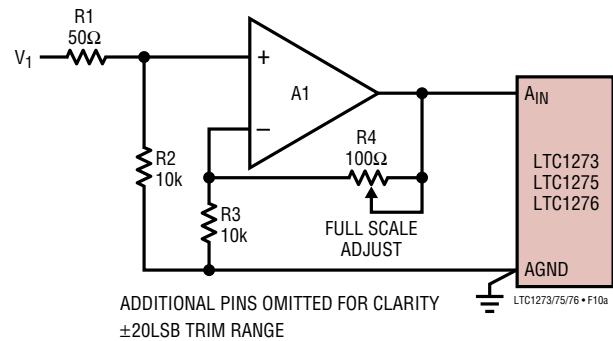 R1
50Ω
V1
+
A1
−
AIN
R4
100Ω
R2
10k
R3
10k
FULL SCALE
ADJUST
LTC1273
LTC1275
LTC1276
AGND
LTC1273/75/76 • F10a
ADDITIONAL PINS OMITTED FOR CLARITY
±20LSB TRIM RANGE